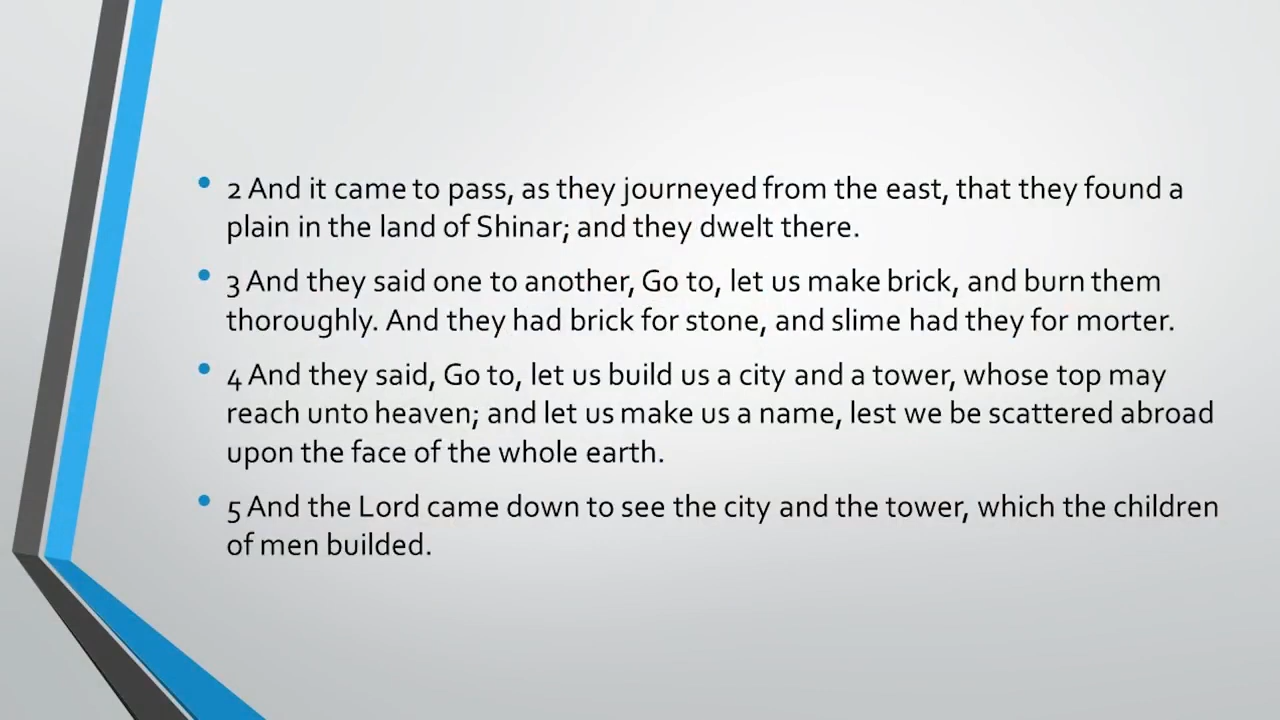 • 2 And it came to pass, as they journeyed from the east, that they found a
plain in the land of Shinar; and they dwelt there.
• 3 And they said one to another, Go to, let us make brick, and burn them
thoroughly. And they had brick for stone, and slime had they for morter.
• 4 And they said, Go to, let us build us a city and a tower, whose top may
reach unto heaven; and let us make us a name, lest we be scattered abroad
upon the face of the whole earth.
• 5 And the Lord came down to see the city and the tower, which the children
of men builded.